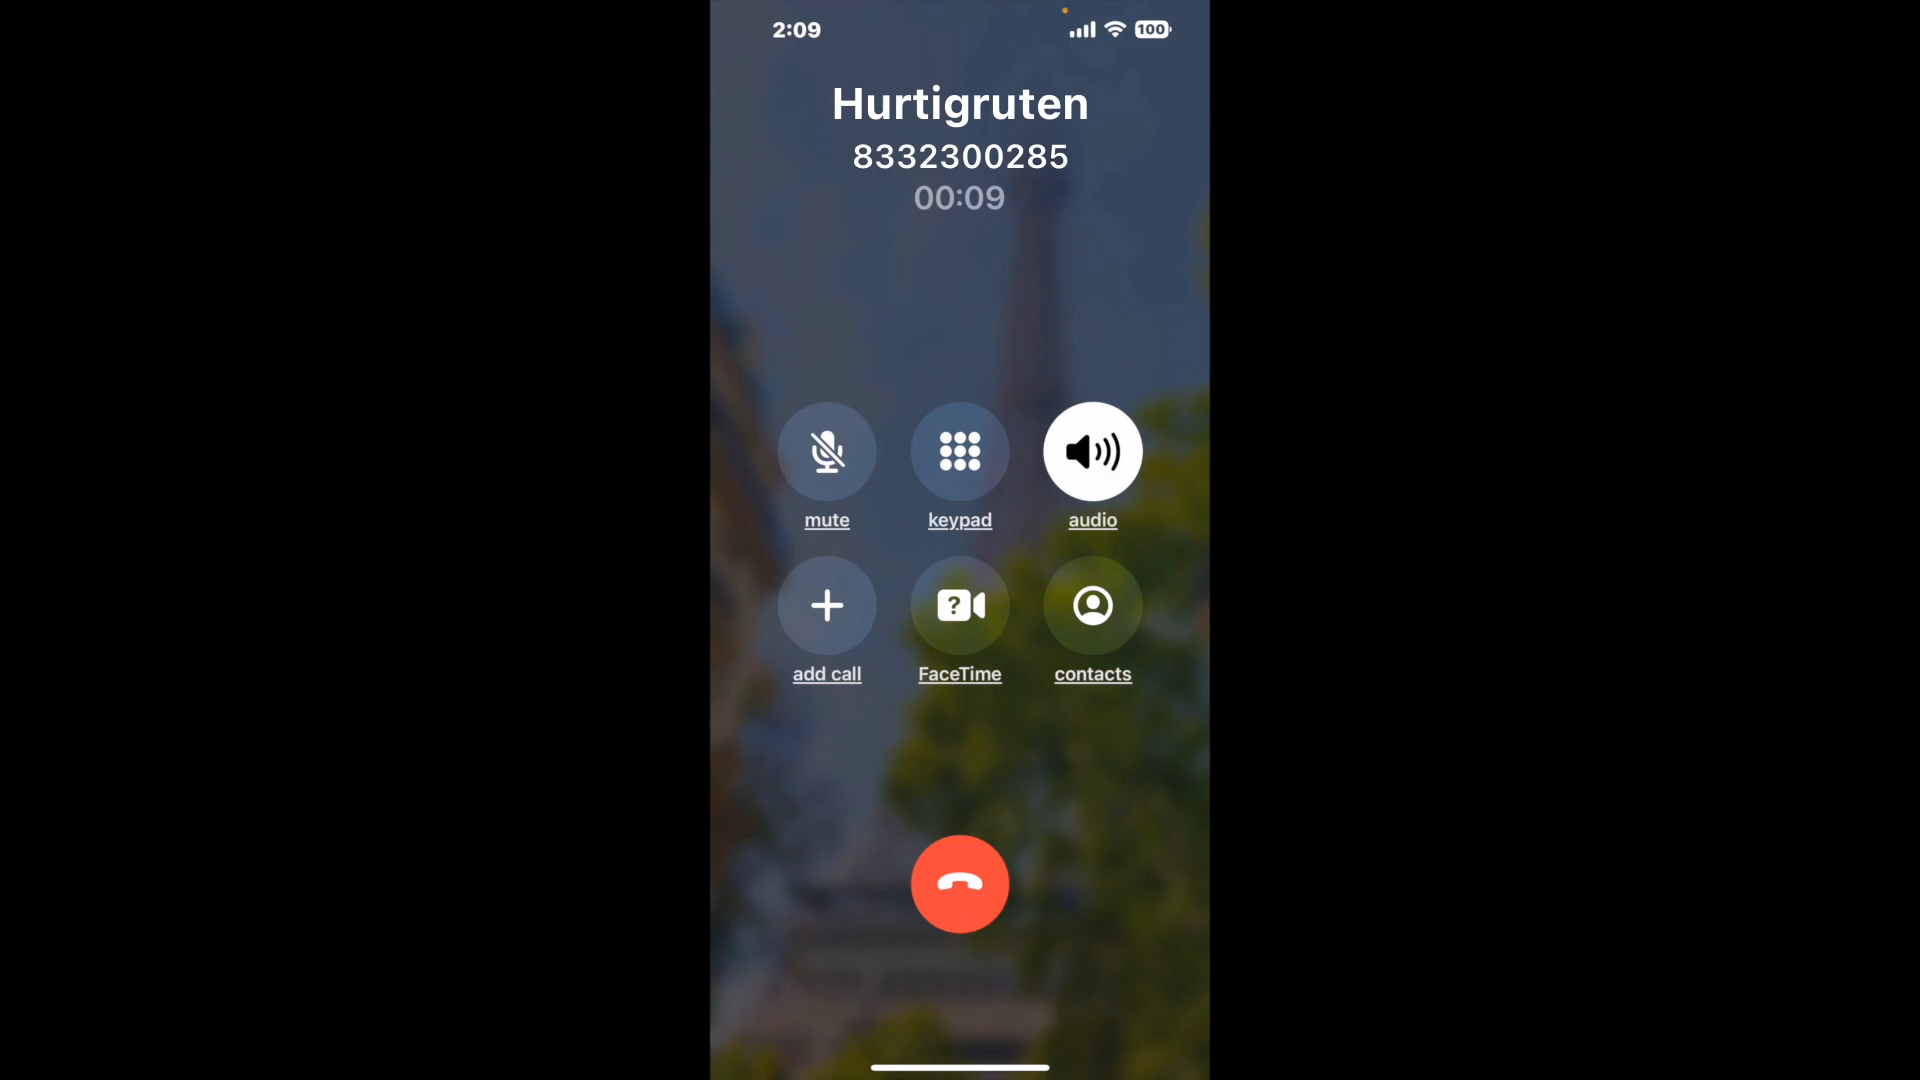 2:09
100
Hurtigruten
8332300285
00:09
mute
keypad
audio
?
add call
FaceTime
contacts